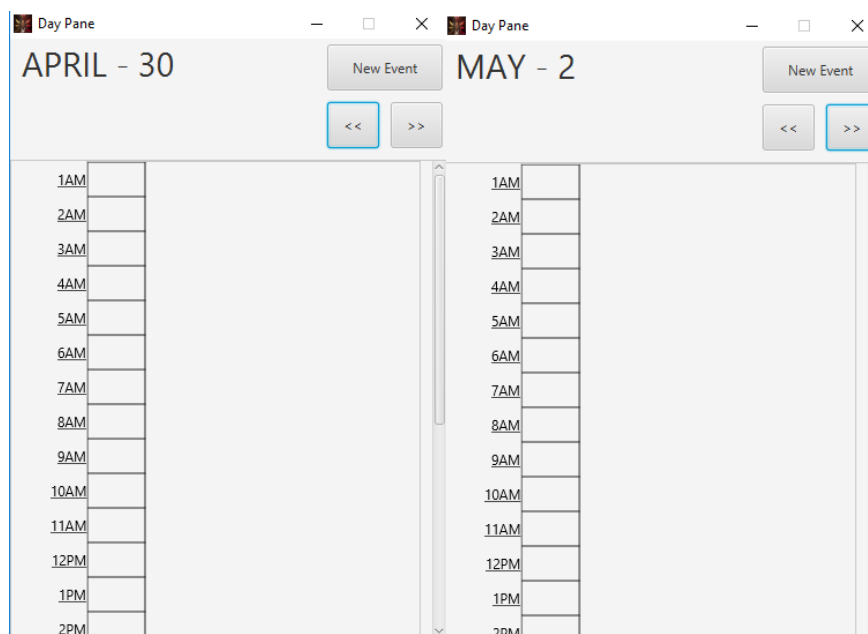 Day Pane
APRIL - 30
New Event
<< >>
1AM
2AM
3AM
4AM
5AM
6AM
7AM
8AM
9AM
10AM
11AM
12PM
1PM
2PM
Day Pane
MAY - 2
New Event
<< >>
1AM
2AM
3AM
4AM
5AM
6AM
7AM
8AM
9AM
10AM
11AM
12PM
1PM
2PM